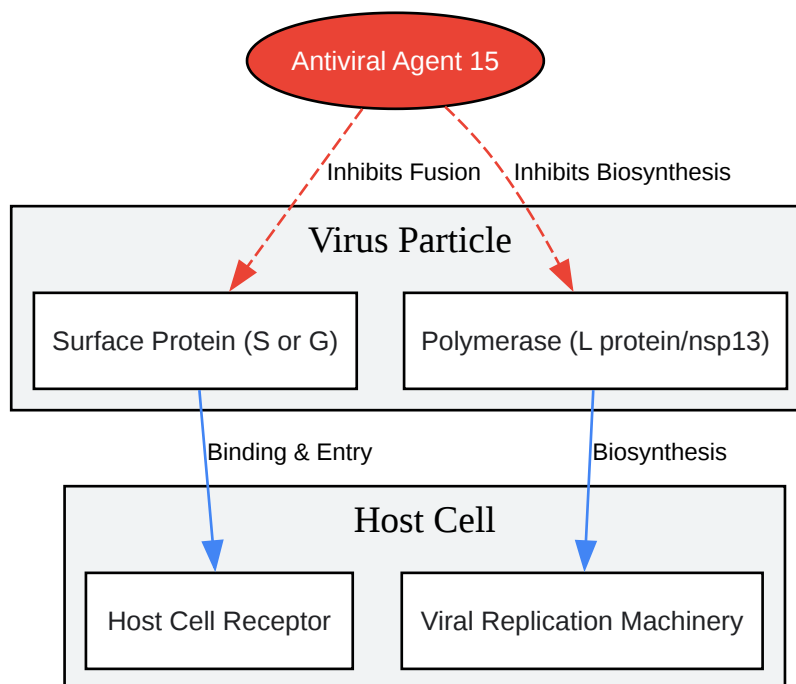 Antiviral Agent 15
Inhibits Fusion
Inhibits Biosynthesis
Virus Particle
Surface Protein (S or G)
Polymerase (L protein/nsp13)
Binding & Entry
Biosynthesis
Host Cell
Host Cell Receptor
Viral Replication Machinery